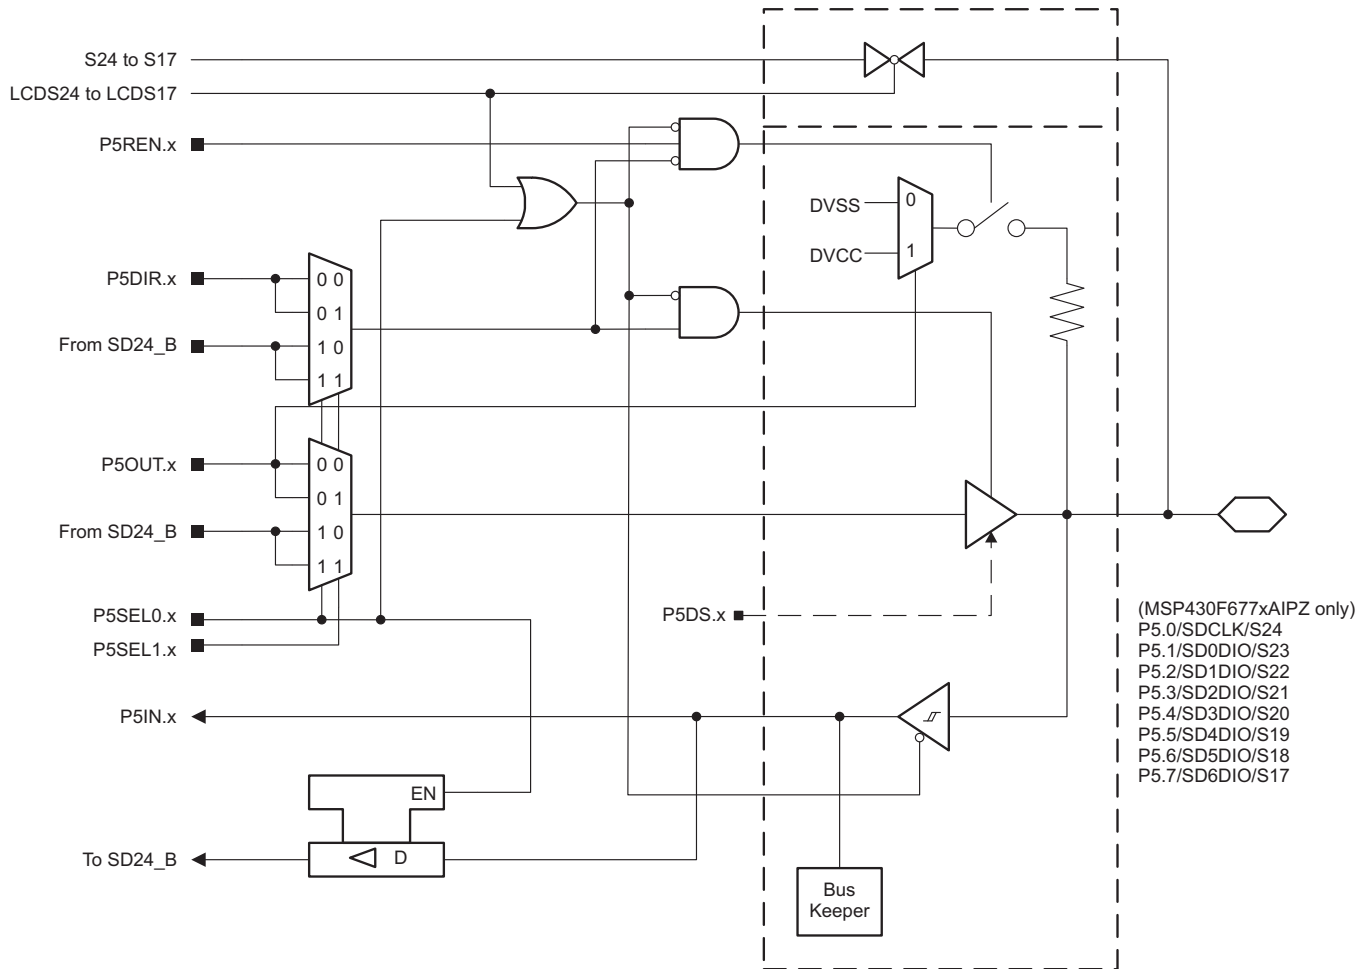 S24 to S17
LCDS24 to LCDS17
P5REN.x
DVSS
0
DVCC
1
P5DIR.x
0 0
0 1
From SD24_B
1 0
1 1
P5OUT.x
0 0
0 1
From SD24_B
1 0
1 1
P5SEL0.x
P5SEL1.x
P5DS.x
(MSP430F677xAIPZ only)
P5.0/SDCLK/S24
P5.1/SD0DIO/S23
P5.2/SD1DIO/S22
P5.3/SD2DIO/S21
P5.4/SD3DIO/S20
P5.5/SD4DIO/S19
P5.6/SD5DIO/S18
P5.7/SD6DIO/S17
P5IN.x
EN
To SD24_B
D
Bus
Keeper